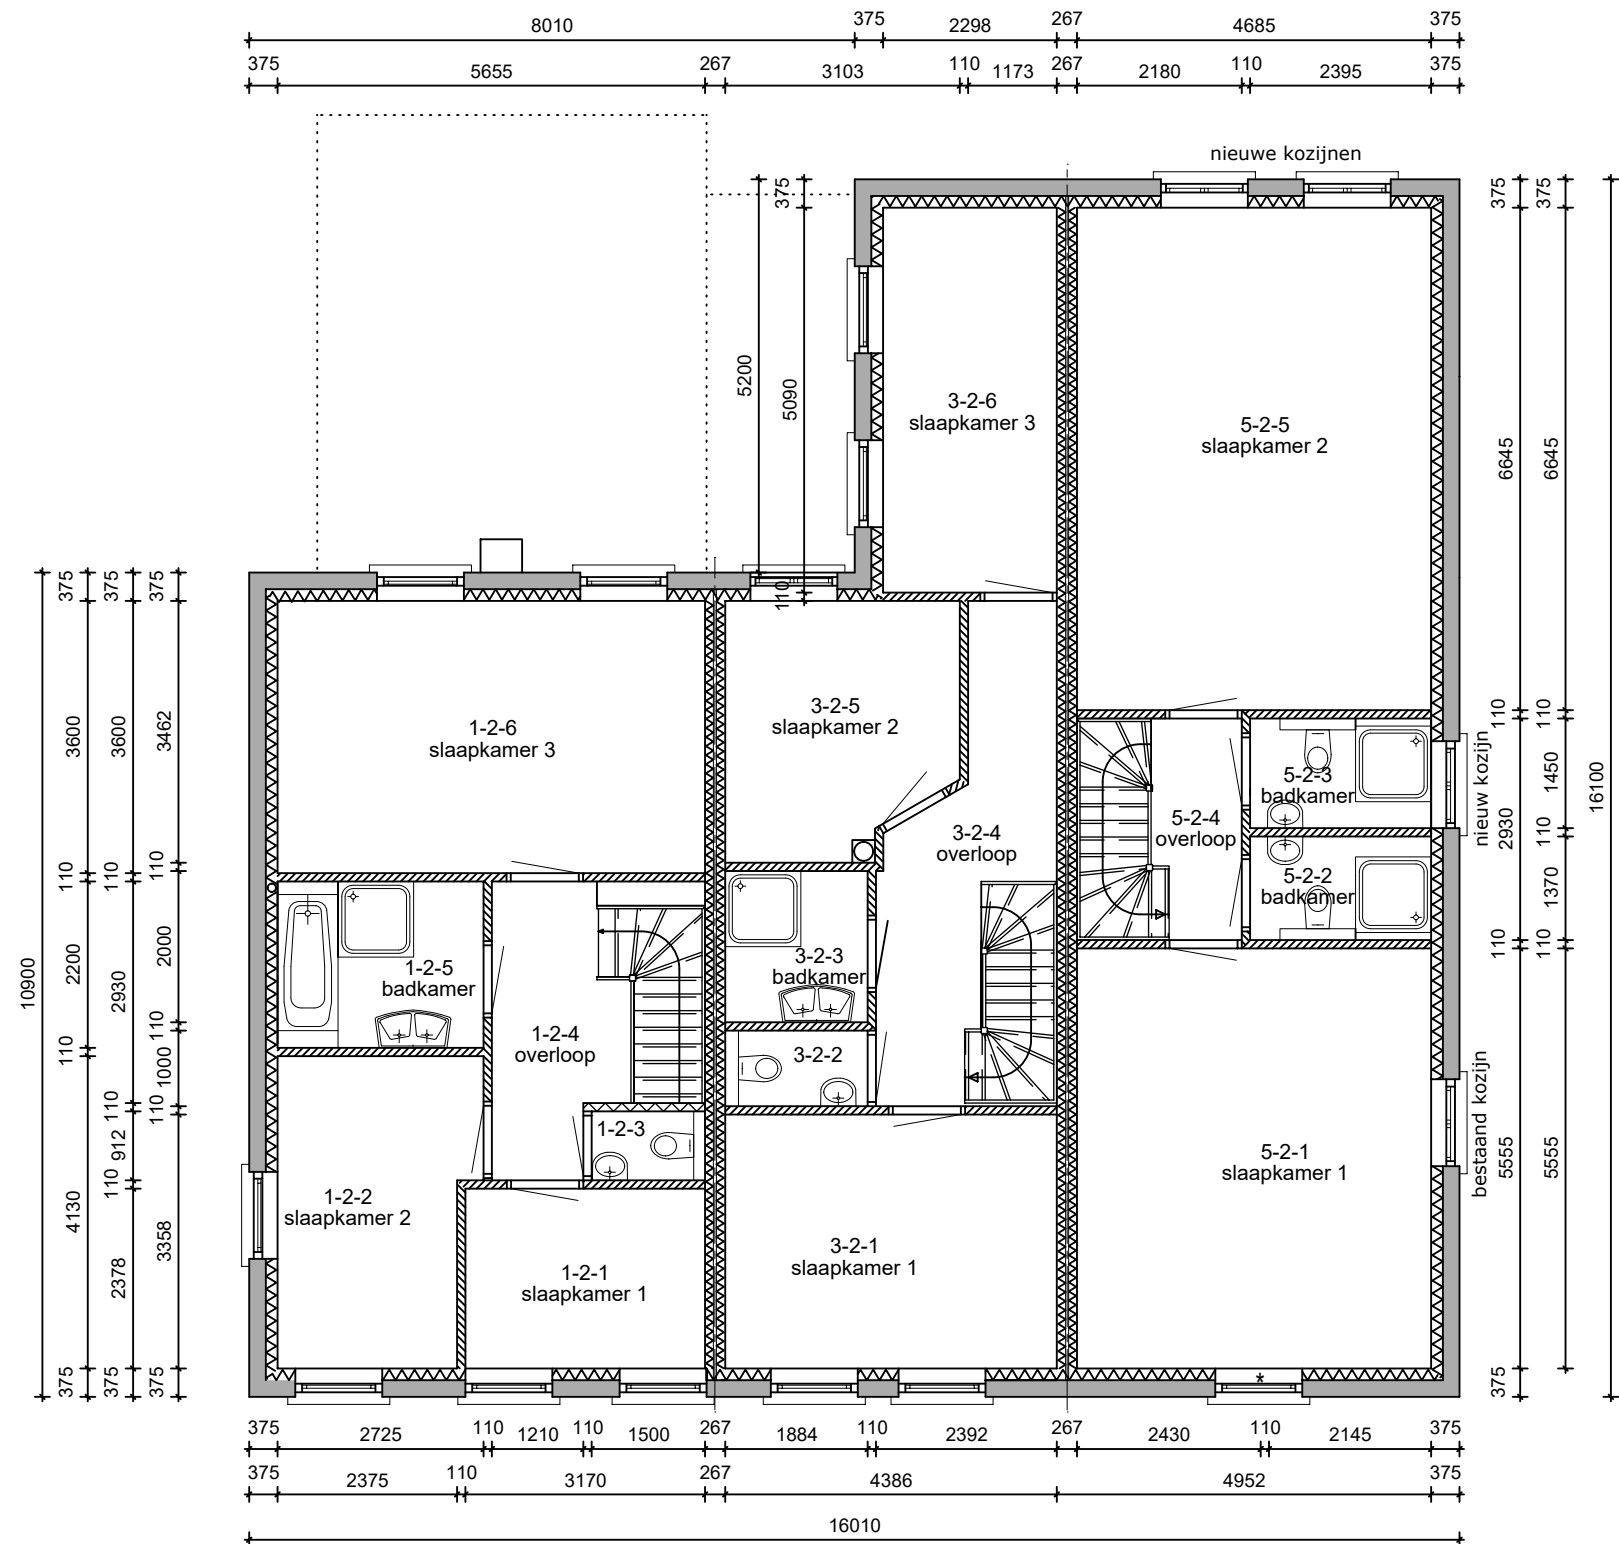 8010 375 2298 267 4685 375
375 5655 267 3103 110 1173 267 2180 110 2395 375
nieuwe kozijnen
375 375 375
5200
5090
110
3-2-6
slaapkamer 3
5-2-5
slaapkamer 2
6645 6645
375 375 375
3600 3600 3462
110 110 110
2200 2930 2000
110
110 1000
110 110
912
110
4130 2378 3358
375 375 375
10900
1-2-6
slaapkamer 3
3-2-5
slaapkamer 2
3-2-4
overloop
5-2-4
overloop
5-2-3
badkamer
5-2-2
badkamer
nieuw kozijn
110 110
1450
2930 110
1370
110 110
16100
1-2-5
badkamer
3-2-3
badkamer
1-2-4
overloop
3-2-2
1-2-3
bestand kozijn
1-2-2
slaapkamer 2
1-2-1
slaapkamer 1
3-2-1
slaapkamer 1
5-2-1
slaapkamer 1
5555 5555
375
*
375 2725 110 1210 110 1500 267 1884 110 2392 267 2430 110 2145 375
375 2375 110 3170 267 4386 4952 375
16010